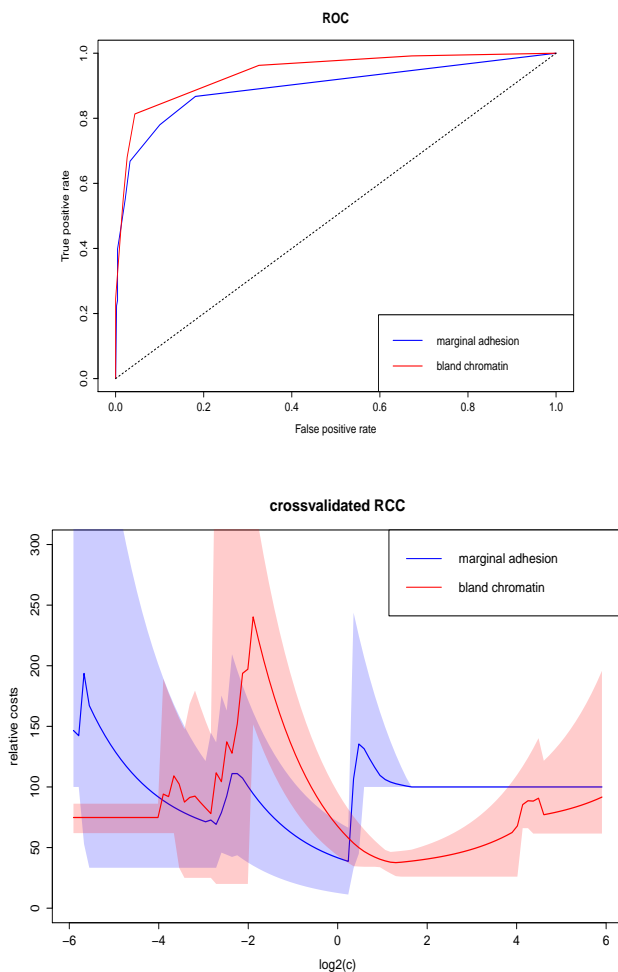 ROC
True positive rate
1.0
0.8
0.6
0.4
0.2
0.0
marginal adhesion
bland chromatin
0.0 0.2 0.4 0.6 0.8 1.0
False positive rate
crossvalidated RCC
relative costs
300
250
200
150
100
50
0
marginal adhesion
bland chromatin
−6 −4 −2 0 2 4 6
log2(c)